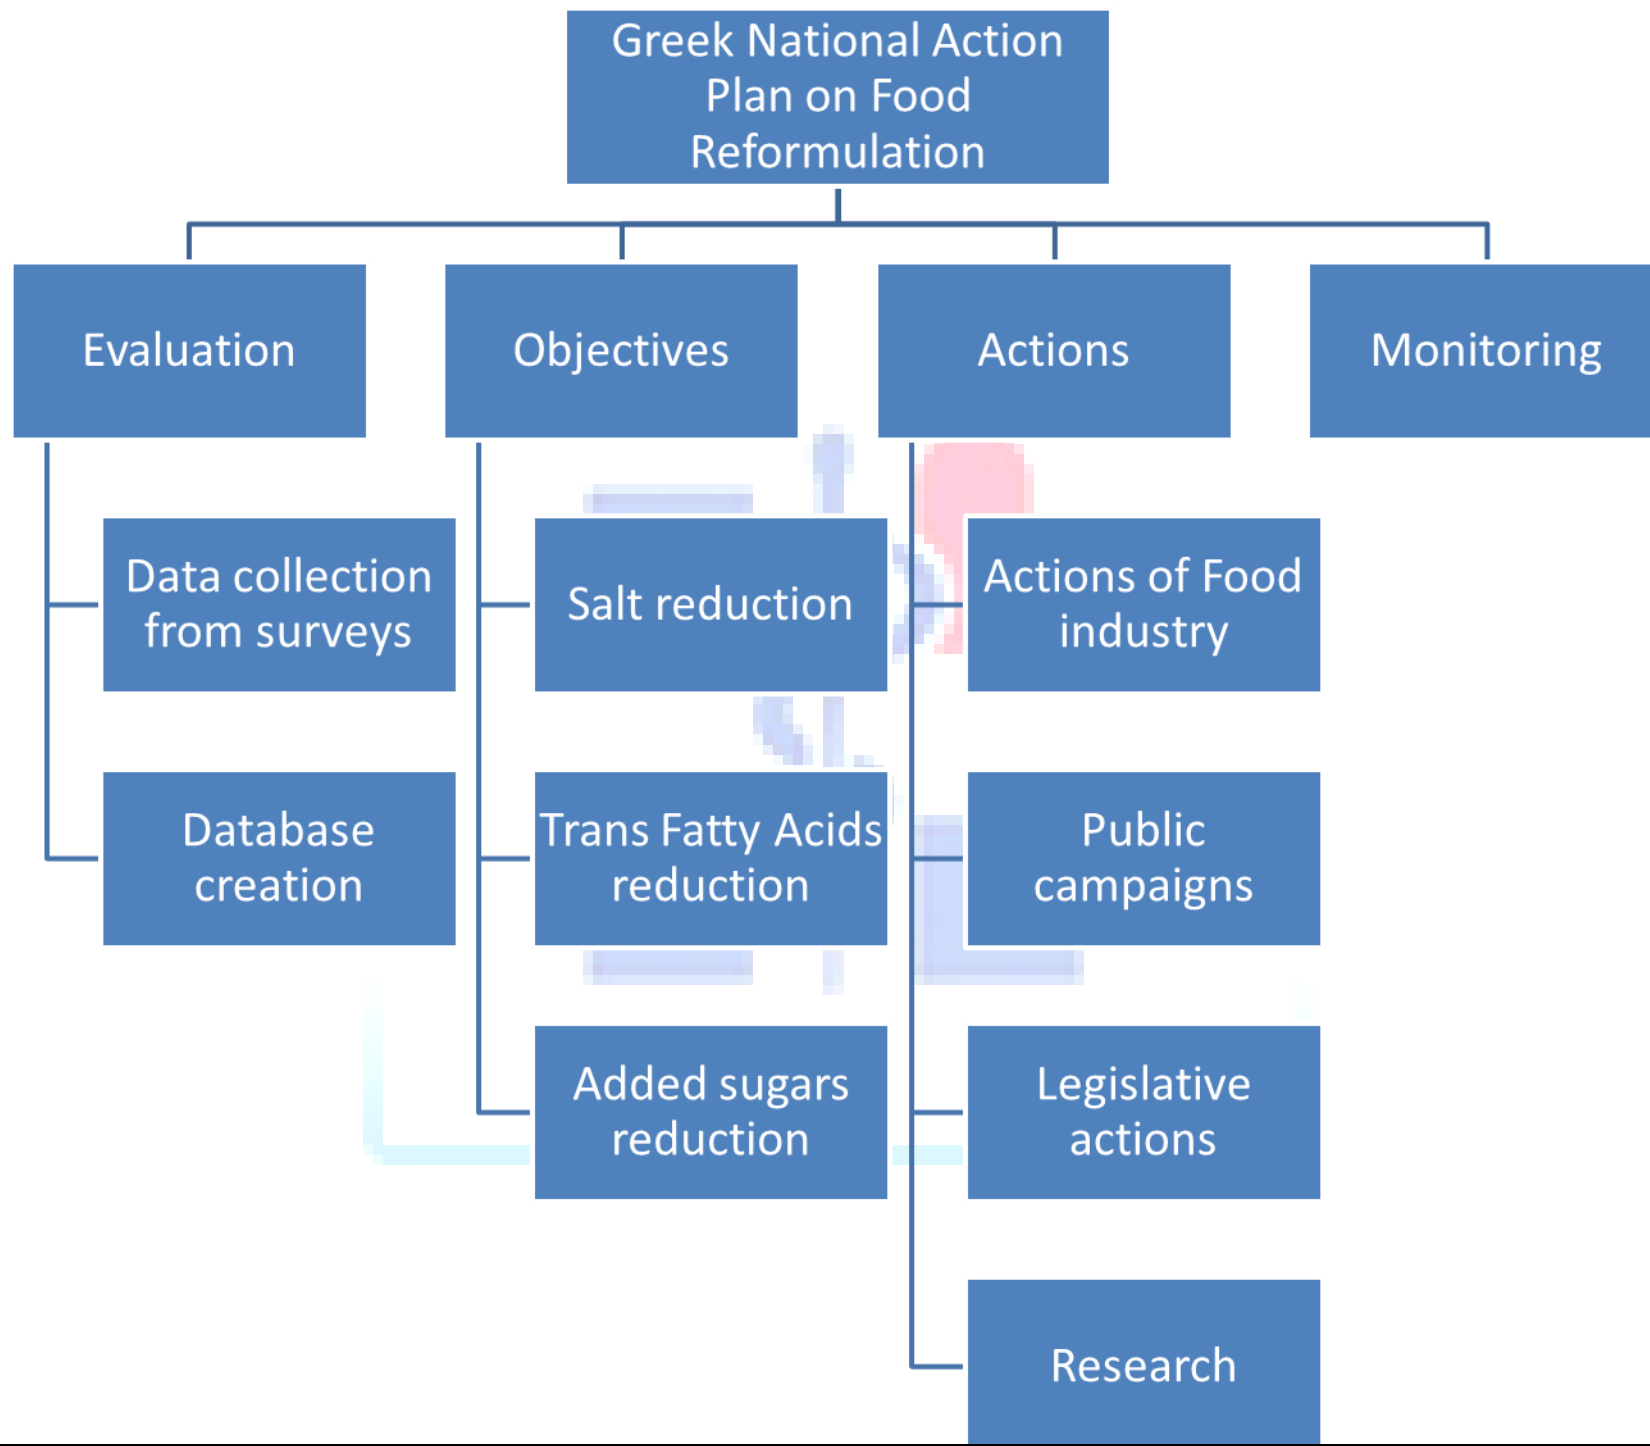 Greek National Action
Plan on Food
Reformulation
Evaluation
Objectives
Actions
Monitoring
Data collection
from surveys
Salt reduction
Actions of Food
industry
Database
creation
Trans Fatty Acids
reduction
Public
campaigns
Added sugars
reduction
Legislative
actions
Research